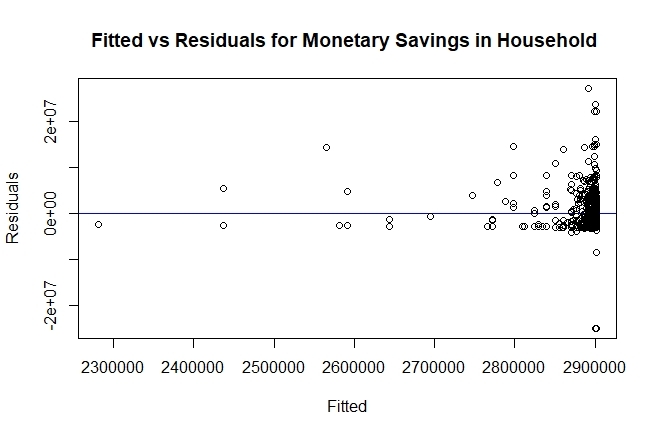 Fitted vs Residuals for Monetary Savings in Household
Residuals
2e+07
0e+00
-2e+07
2300000 2400000 2500000 2600000 2700000 2800000 2900000
Fitted